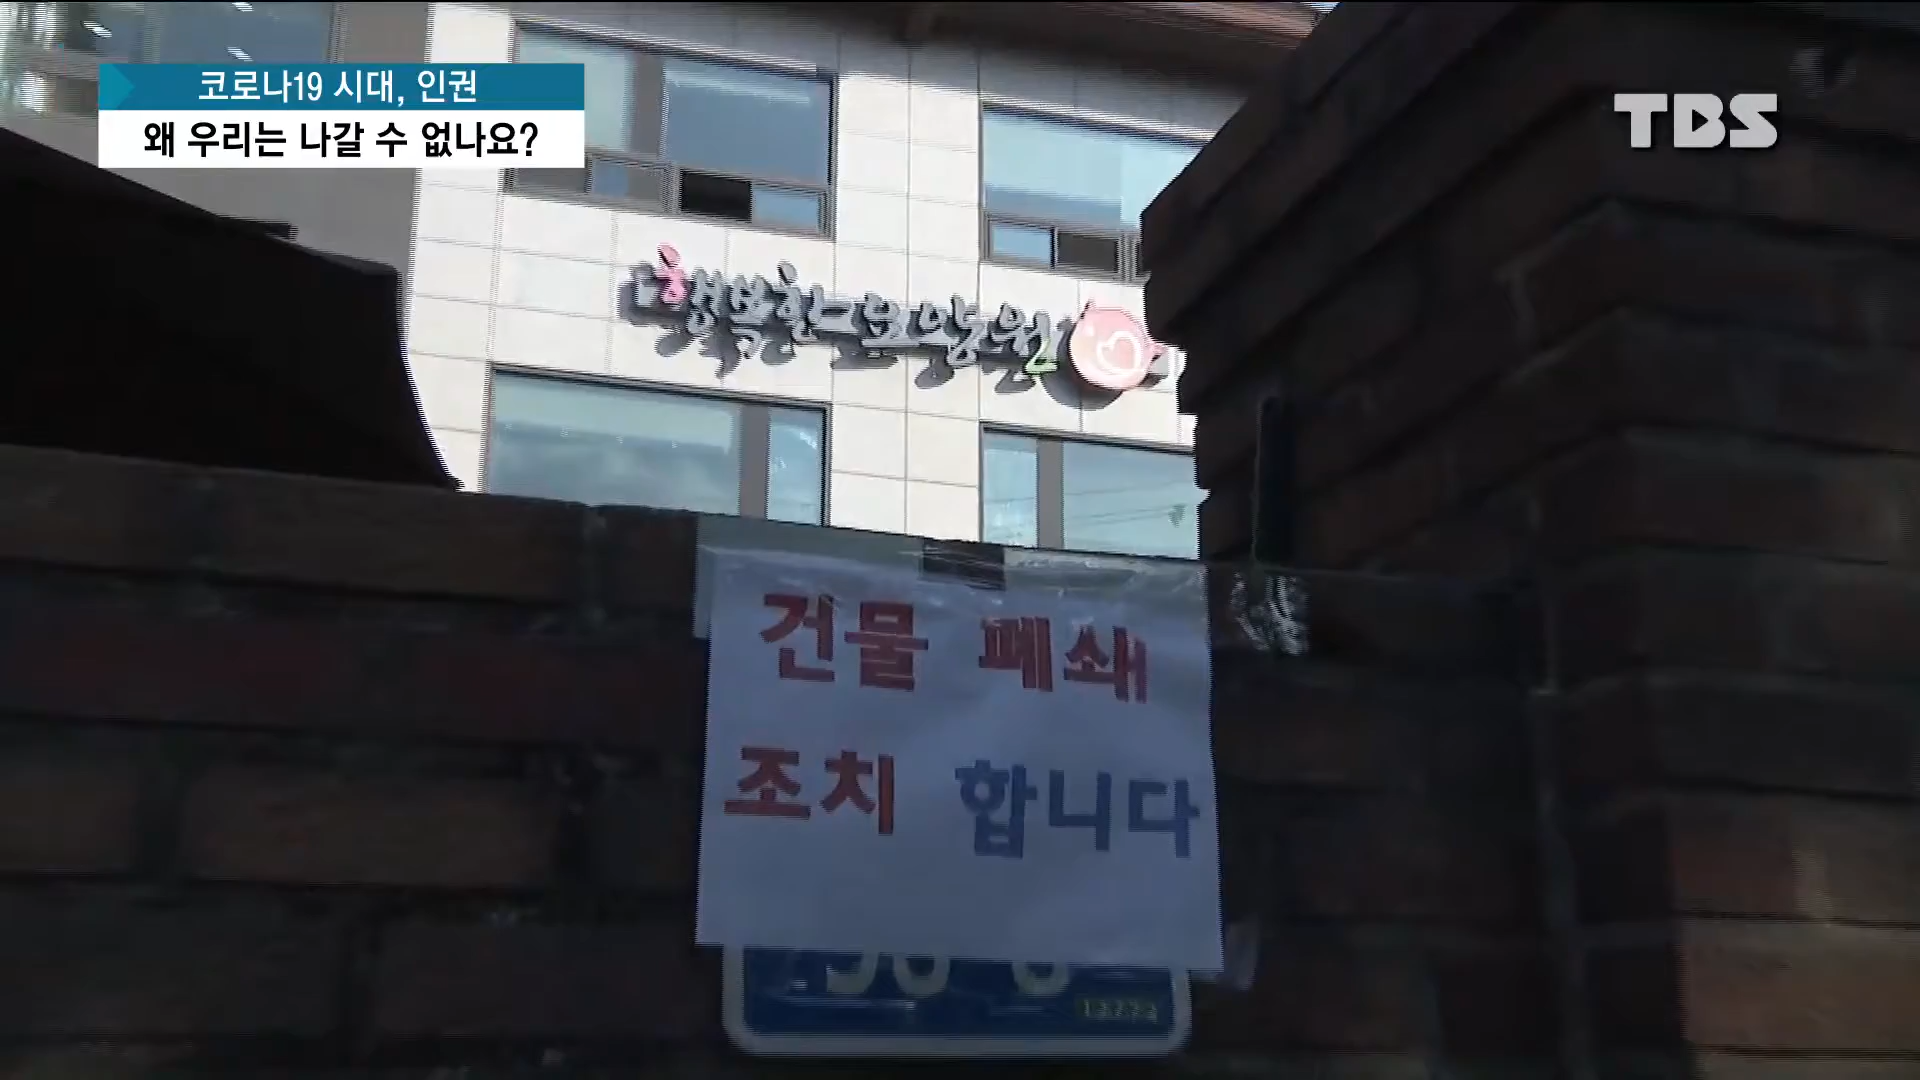 코로나19 시대, 인권
왜 우리는 나갈 수 없나요?
TBS
행복한요양원
건물 폐쇄
조치 합니다